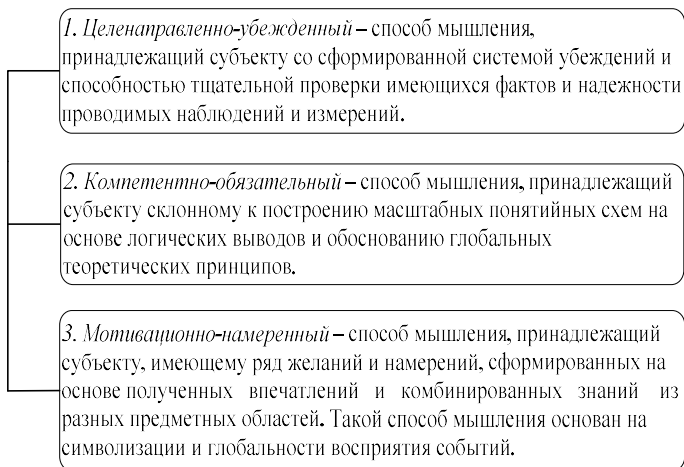 1. Целенаправленно-убежденный – способ мышления,
принадлежащий субъекту со сформированной системой убеждений и
способностью тщательной проверки имеющихся фактов и надежности
проводимых наблюдений и измерений.
2. Компетентно-обязательный – способ мышления, принадлежащий
субъекту склонному к построению масштабных понятийных схем на
основе логических выводов и обоснованию глобальных
теоретических принципов.
3. Мотивационно-намеренный – способ мышления, принадлежащий
субъекту, имеющему ряд желаний и намерений, сформированных на
основе полученных впечатлений и комбинированных знаний из
разных предметных областей. Такой способ мышления основан на
символизации и глобальности восприятия событий.